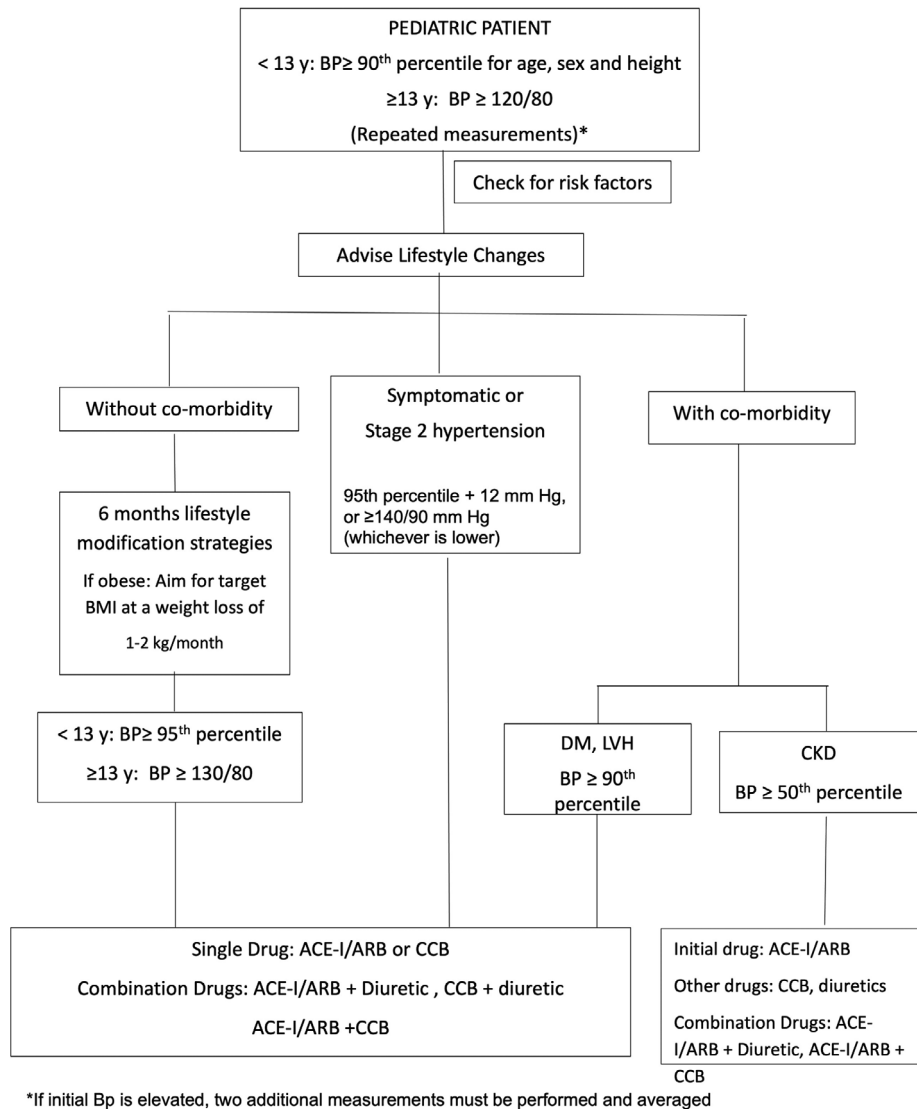 PEDIATRIC PATIENT
< 13 y: BP≥ 90th percentile for age, sex and height
≥13 y: BP ≥ 120/80
(Repeated measurements)*
Check for risk factors
Advise Lifestyle Changes
Without co-morbidity
6 months lifestyle
modification strategies
If obese: Aim for target
BMI at a weight loss of
1-2 kg/month
< 13 y: BP≥ 95th percentile
≥13 y: BP ≥ 130/80
Symptomatic or
Stage 2 hypertension
95th percentile + 12 mm Hg,
or ≥140/90 mm Hg
(whichever is lower)
With co-morbidity
DM, LVH
BP ≥ 90th
percentile
CKD
BP ≥ 50th percentile
Single Drug: ACE-I/ARB or CCB
Combination Drugs: ACE-I/ARB + Diuretic , CCB + diuretic
ACE-I/ARB +CCB
Initial drug: ACE-I/ARB
Other drugs: CCB, diuretics
Combination Drugs: ACE-
I/ARB + Diuretic, ACE-I/ARB +
CCB
*If initial Bp is elevated, two additional measurements must be performed and averaged